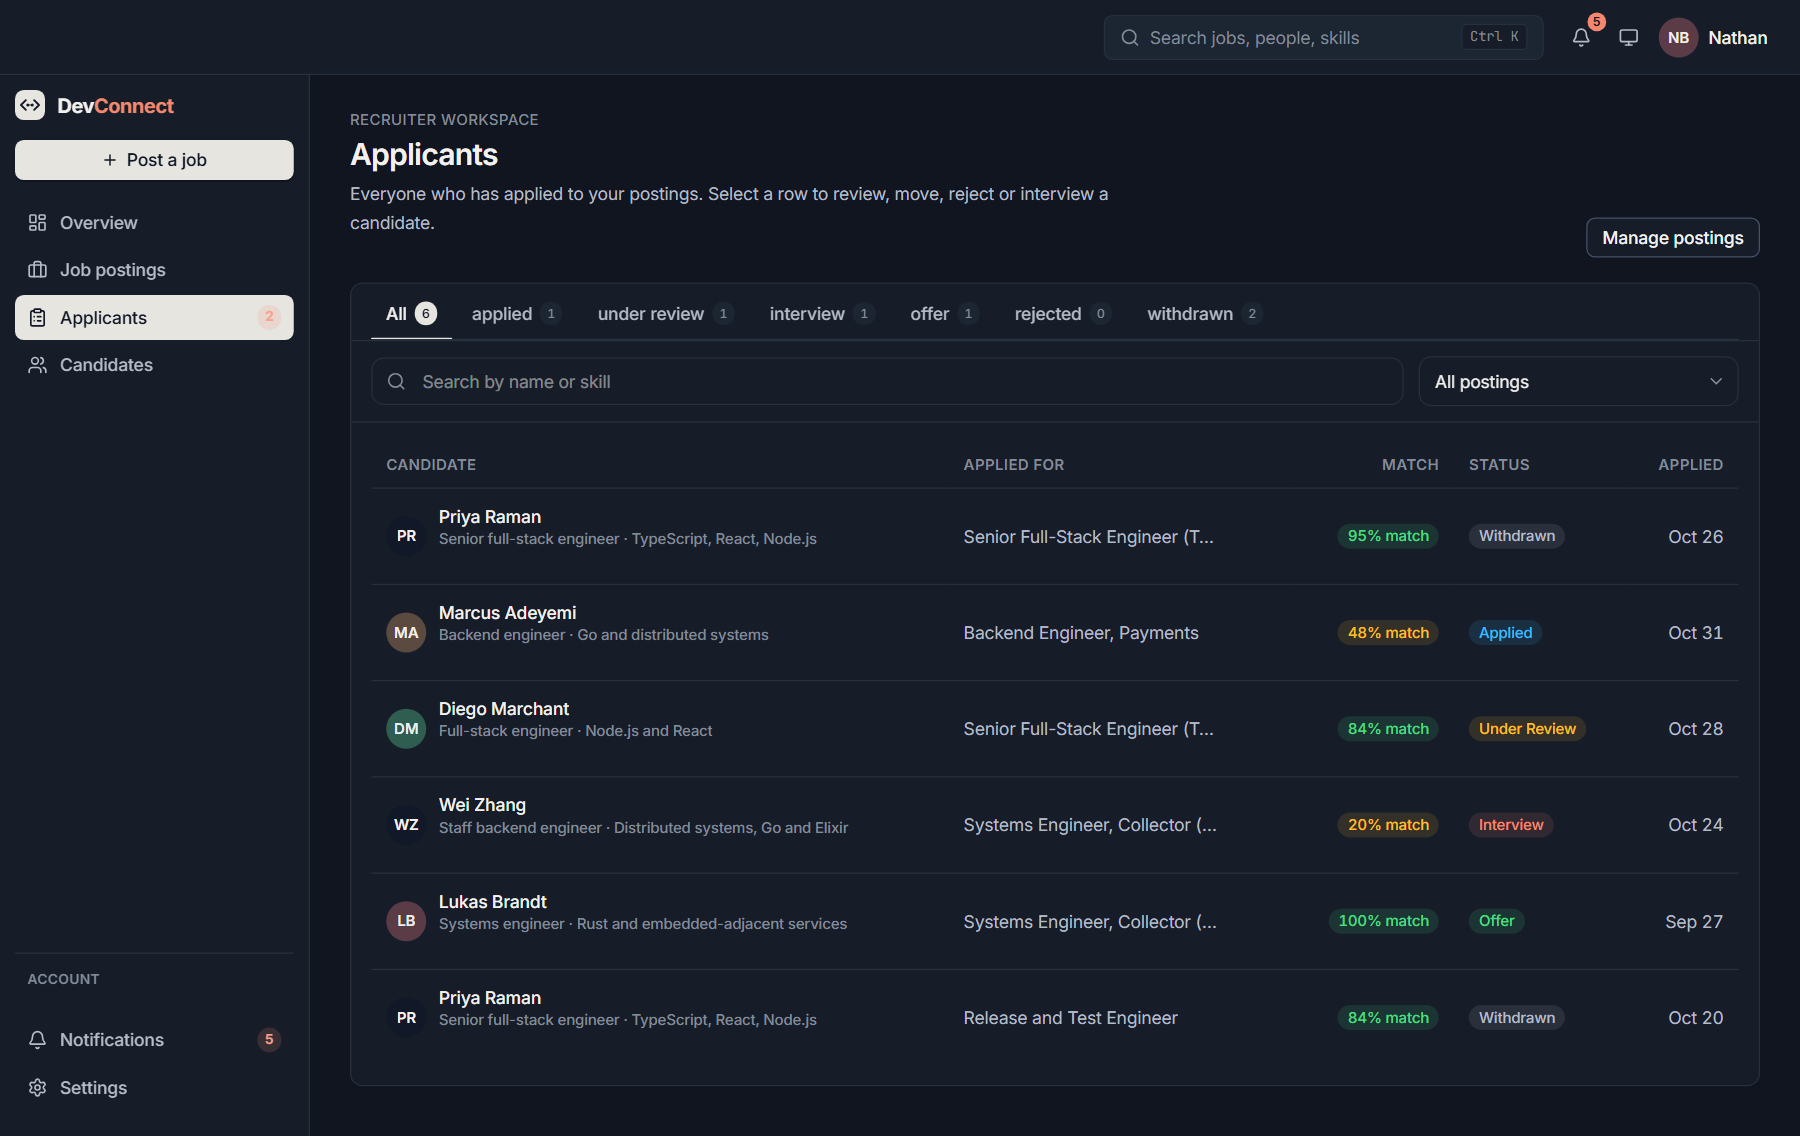 Search jobs, people, skills
Ctrl K
5
NB
Nathan
DevConnect
+ Post a job
Overview
Job postings
Applicants 2
Candidates
ACCOUNT
Notifications 5
Settings
RECRUITER WORKSPACE
Applicants
Everyone who has applied to your postings. Select a row to review, move, reject or interview a
candidate.
Manage postings
All 6 applied 1 under review 1 interview 1 offer 1 rejected 0 withdrawn 2
Search by name or skill
All postings
CANDIDATE APPLIED FOR MATCH STATUS APPLIED
PR
Priya Raman
Senior full-stack engineer · TypeScript, React, Node.js
Senior Full-Stack Engineer (T... 95% match Withdrawn Oct 26
MA
Marcus Adeyemi
Backend engineer · Go and distributed systems
Backend Engineer, Payments 48% match Applied Oct 31
DM
Diego Marchant
Full-stack engineer · Node.js and React
Senior Full-Stack Engineer (T... 84% match Under Review Oct 28
WZ
Wei Zhang
Staff backend engineer · Distributed systems, Go and Elixir
Systems Engineer, Collector (... 20% match Interview Oct 24
LB
Lukas Brandt
Systems engineer · Rust and embedded-adjacent services
Systems Engineer, Collector (... 100% match Offer Sep 27
PR
Priya Raman
Senior full-stack engineer · TypeScript, React, Node.js
Release and Test Engineer 84% match Withdrawn Oct 20